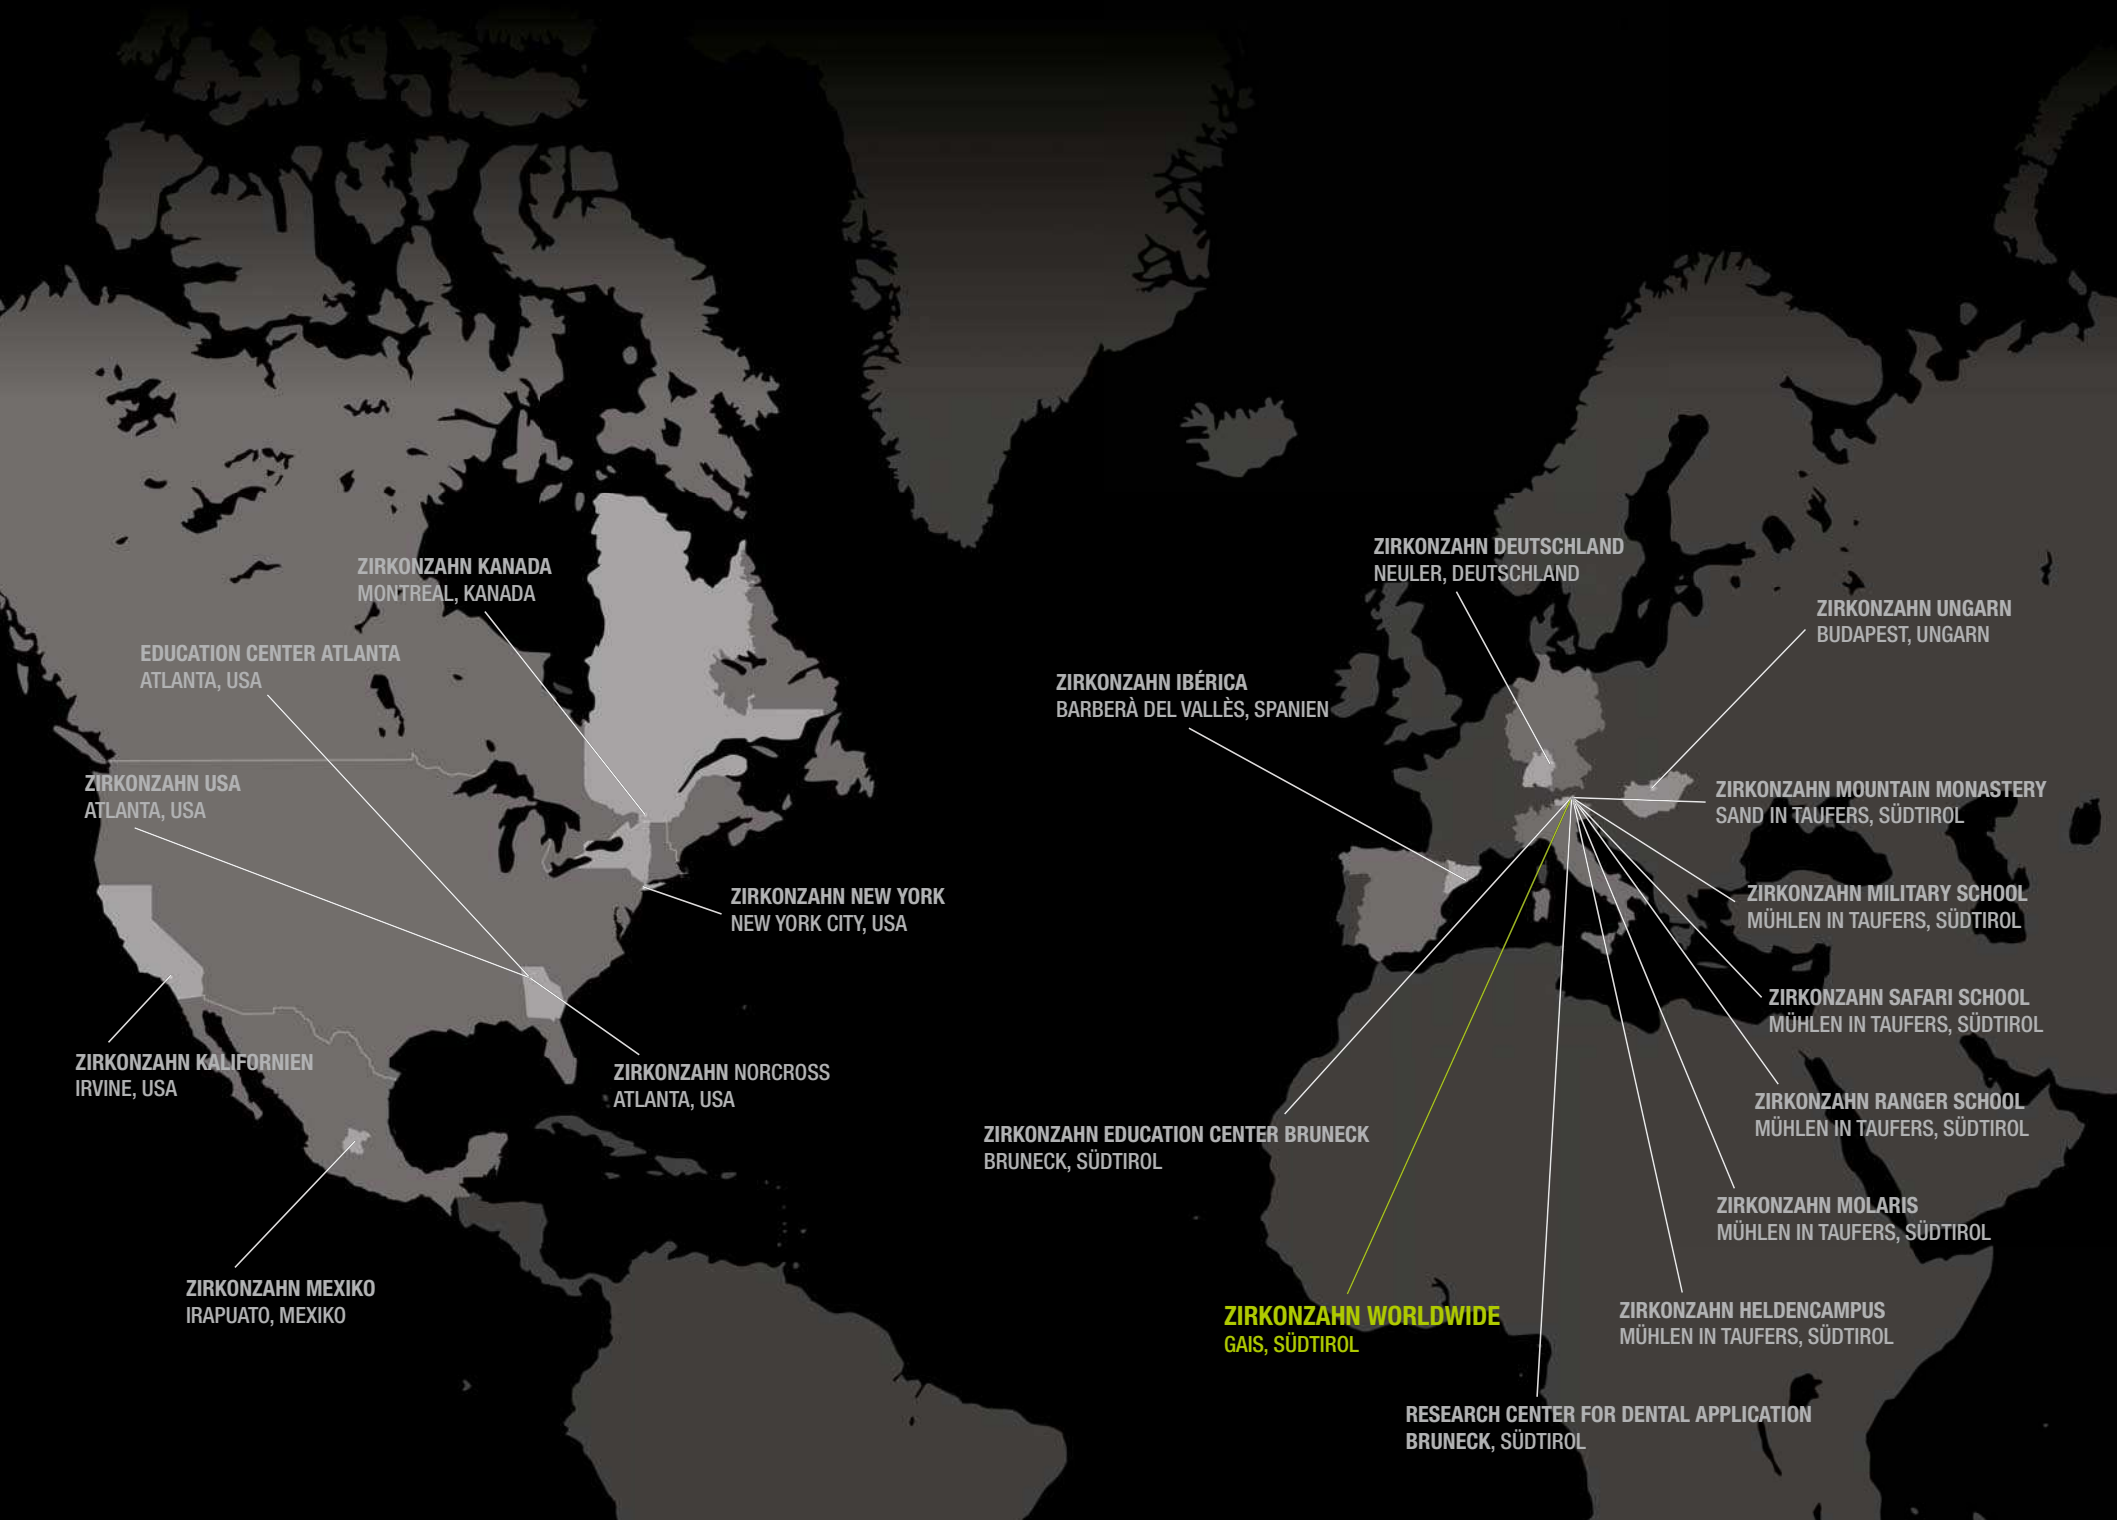 ZIRKONZAHN KANADA
MONTREAL, KANADA
EDUCATION CENTER ATLANTA
ATLANTA, USA
ZIRKONZAHN USA
ATLANTA, USA
ZIRKONZAHN NEW YORK
NEW YORK CITY, USA
ZIRKONZAHN KALIFORNIEN
IRVINE, USA
ZIRKONZAHN NORCROSS
ATLANTA, USA
ZIRKONZAHN MEXIKO
IRAPUATO, MEXIKO
ZIRKONZAHN DEUTSCHLAND
NEULER, DEUTSCHLAND
ZIRKONZAHN UNGARN
BUDAPEST, UNGARN
ZIRKONZAHN IBÉRICA
BARBERÀ DEL VALLÈS, SPANIEN
ZIRKONZAHN MOUNTAIN MONASTERY
SAND IN TAUFERS, SÜDTIROL
ZIRKONZAHN MILITARY SCHOOL
MÜHLEN IN TAUFERS, SÜDTIROL
ZIRKONZAHN SAFARI SCHOOL
MÜHLEN IN TAUFERS, SÜDTIROL
ZIRKONZAHN RANGER SCHOOL
MÜHLEN IN TAUFERS, SÜDTIROL
ZIRKONZAHN EDUCATION CENTER BRUNECK
BRUNECK, SÜDTIROL
ZIRKONZAHN MOLARIS
MÜHLEN IN TAUFERS, SÜDTIROL
ZIRKONZAHN WORLDWIDE
GAIS, SÜDTIROL
ZIRKONZAHN HELDENCAMPUS
MÜHLEN IN TAUFERS, SÜDTIROL
RESEARCH CENTER FOR DENTAL APPLICATION
BRUNECK, SÜDTIROL